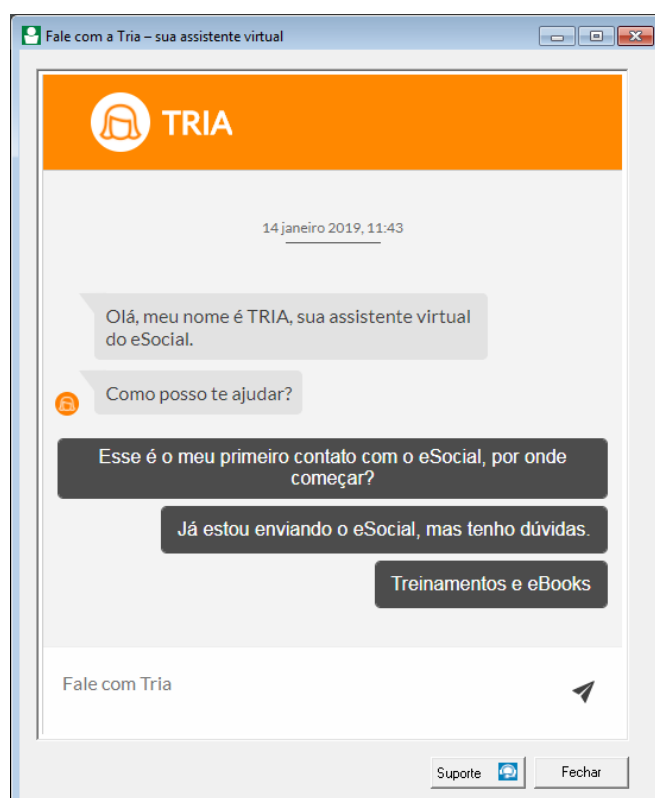 Fale com a Tria – sua assistente virtual
TRIA
14 janeiro 2019, 11:43
Olá, meu nome é TRIA, sua assistente virtual
do eSocial.
Como posso te ajudar?
Esse é o meu primeiro contato com o eSocial, por onde
começar?
Já estou enviando o eSocial, mas tenho dúvidas.
Treinamentos e eBooks
Fale com Tria
Suporte
Fechar